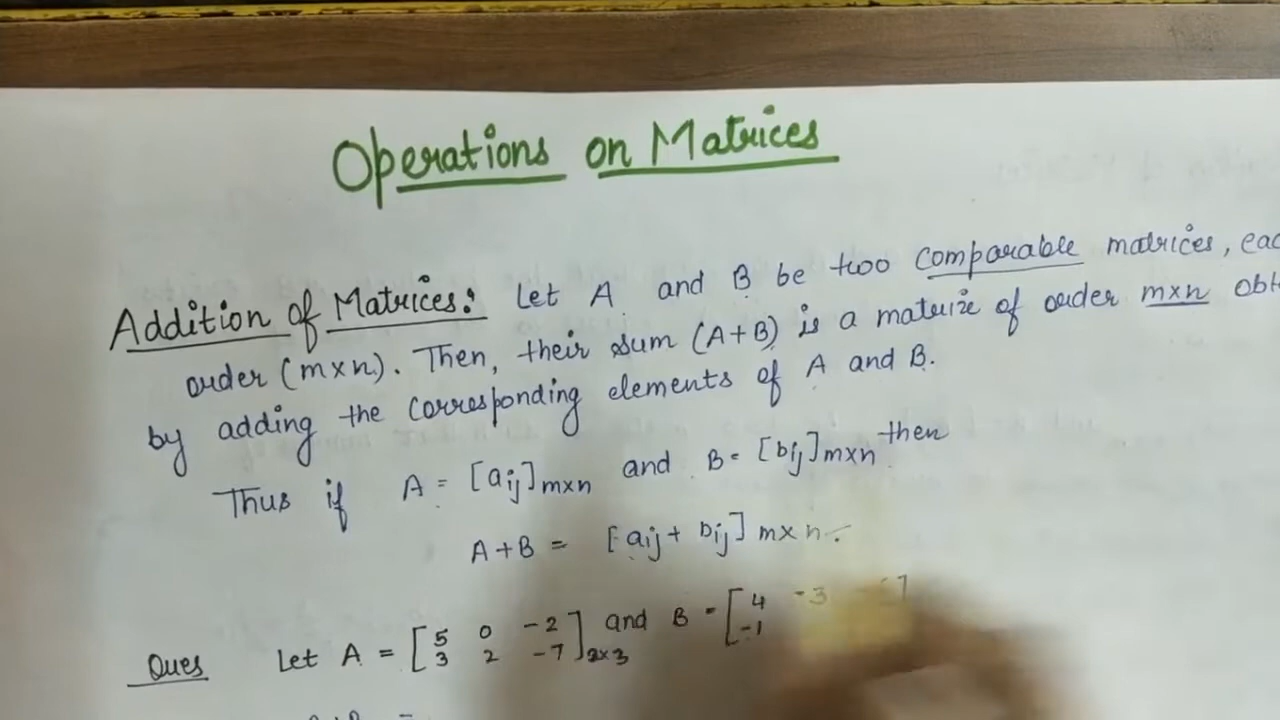 Operations on Matrices
Addition of Matrices: Let A and B be two comparable matrices,
order (m×n). Then, their sum (A+B) is a matrix of order m×n
by adding the corresponding elements of A and B.
Thus if A = [aij]m×n and B = [bij]m×n then
A+B = [aij + bij] m×n.
Ques Let A = [5 0 -2 and B = [4 -3
3 2 -7]2×3 -1